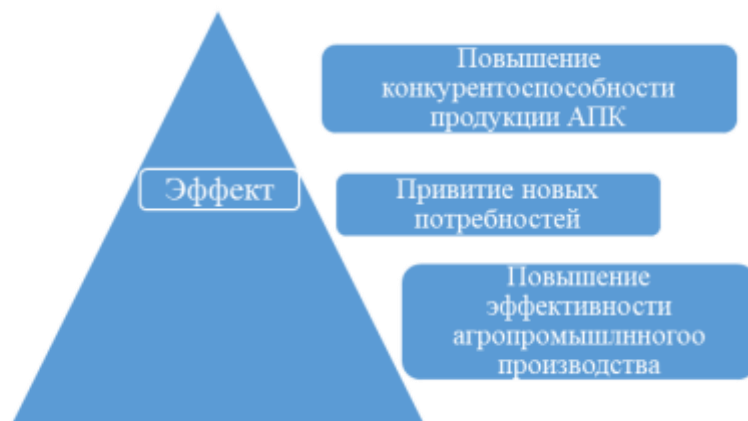 Повышение
конкурентоспособности
продукции АПК
Эффект
Привитие новых
потребностей
Повышение
эффективности
агропромышлнногоо
производства